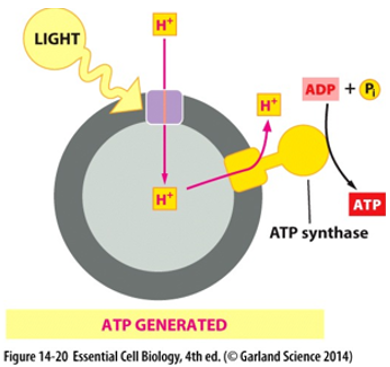 LIGHT
H+
H+
ADP + Pi
H+
ATP
ATP synthase
ATP GENERATED
Figure 14-20 Essential Cell Biology, 4th ed. (© Garland Science 2014)